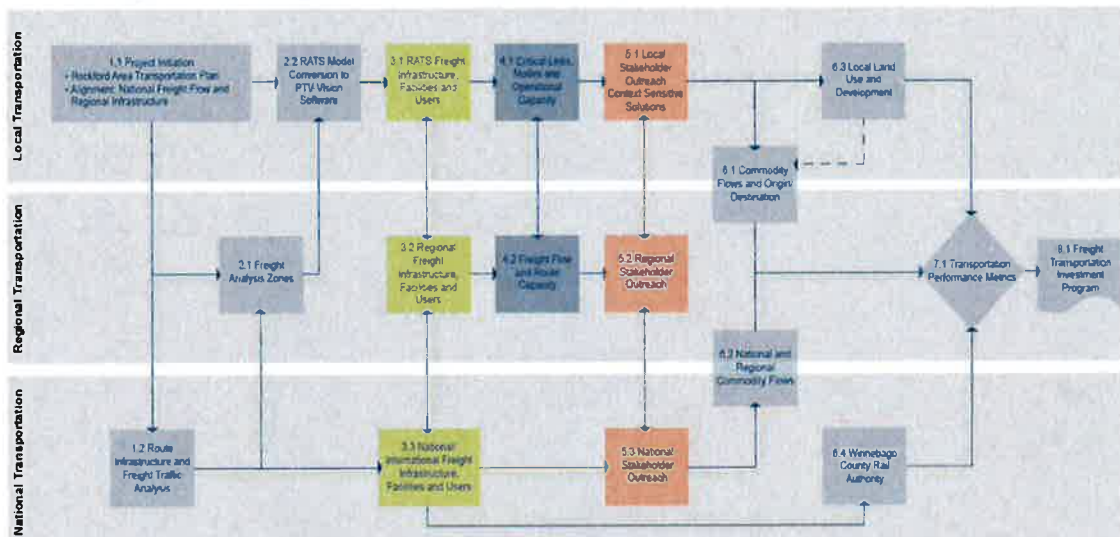 Local Transportation
1.1 Project Initiation
• Rockford Area Transportation Plan
• Alignment: National Freight Flow and
Regional Infrastructure
2.2 RATS Model
Conversion to
PTV Vision
Software
3.1 RATS Freight
Infrastructure,
Facilities and
Users
4.1 Critical Links,
Nodes and
Operational
Capacity
5.1 Local
Stakeholder
Outreach
Context Sensitive
Solutions
6.3 Local Land
Use and
Development
6.1 Commodity
Flows and Origin/
Destination
Regional Transportation
2.1 Freight
Analysis Zones
3.2 Regional
Freight
Infrastructure,
Facilities and
Users
4.2 Freight Flow
and Route
Capacity
5.2 Regional
Stakeholder
Outreach
7.1 Transportation
Performance Metrics
8.1 Freight
Transportation
Investment
Program
6.2 National and
Regional
Commodity Flows
National Transportation
1.2 Route
Infrastructure and
Freight Traffic
Analysis
3.3 National/
International Freight
Infrastructure,
Facilities and Users
5.3 National
Stakeholder
Outreach
6.4 Winnebago
County Rail
Authority